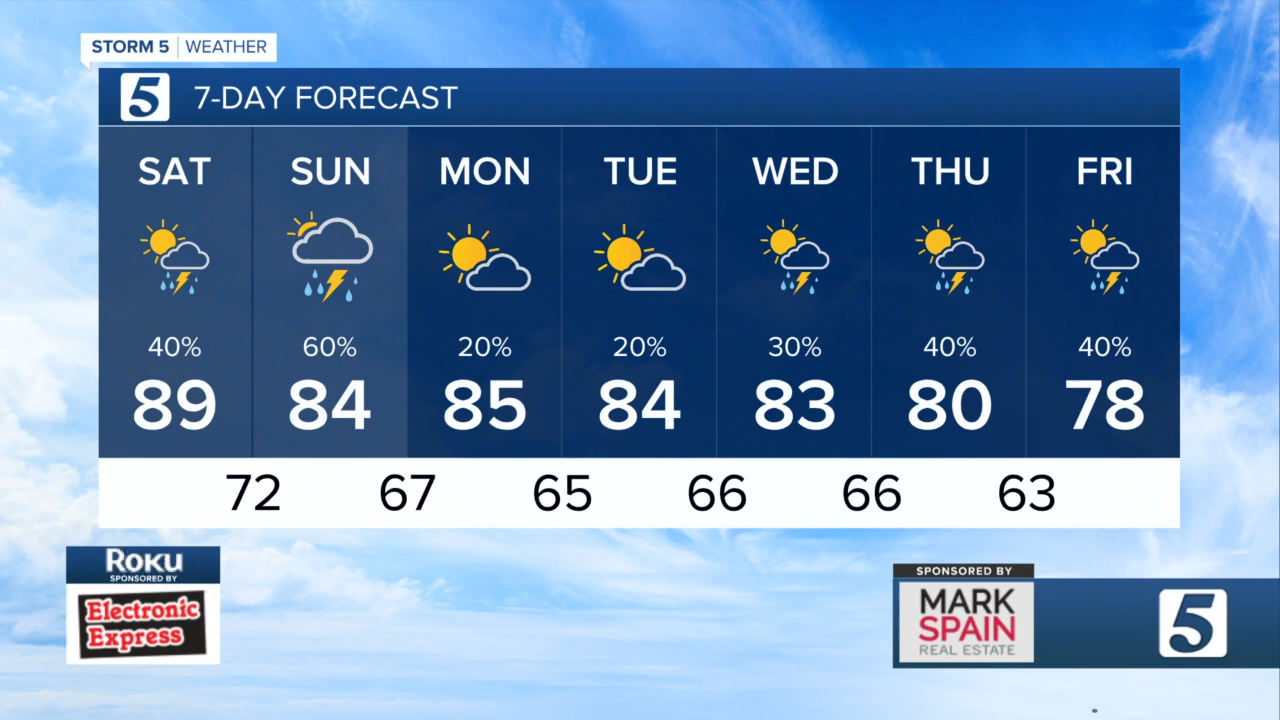 STORM 5 | WEATHER
5 7-DAY FORECAST
SAT SUN MON TUE WED THU FRI
40% 60% 20% 20% 30% 40% 40%
89 84 85 84 83 80 78
72 67 65 66 66 63
ROKU
SPONSORED BY
Electronic
Express
SPONSORED BY
MARK
SPAIN
REAL ESTATE
5